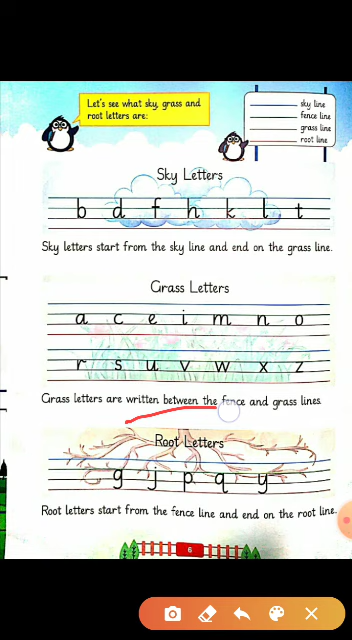 Let's see what sky, grass and
root letters are:
sky line
fence line
grass line
root line
Sky Letters
b d f h k l t
Sky letters start from the sky line and end on the grass line.
Grass Letters
a c e i m n o
r s u v w x z
Grass letters are written between the fence and grass lines.
Root Letters
g j p q y
Root letters start from the fence line and end on the root line.
6